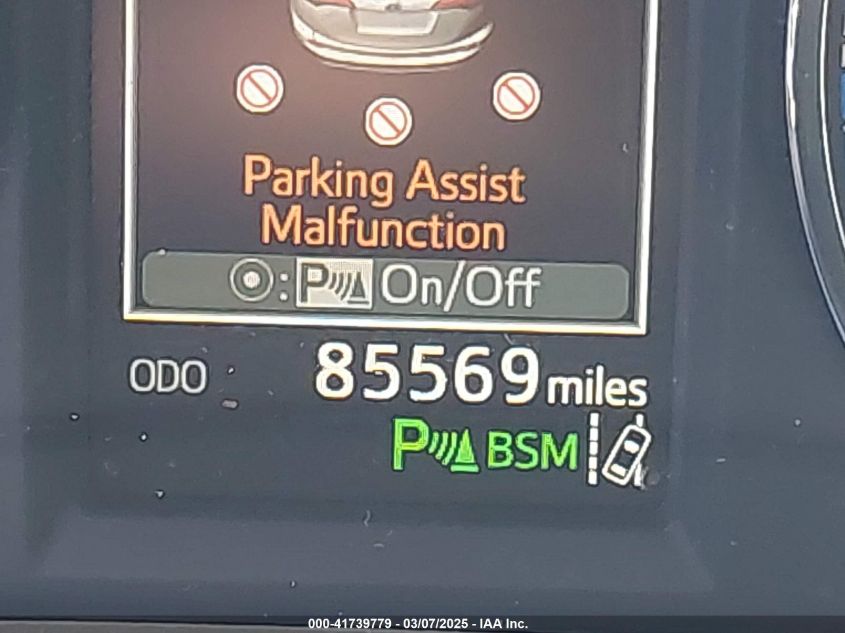 Parking Assist
Malfunction
: P On/Off
ODO 85569 miles
P BSM
000-41739779 - 03/07/2025 - IAA Inc.